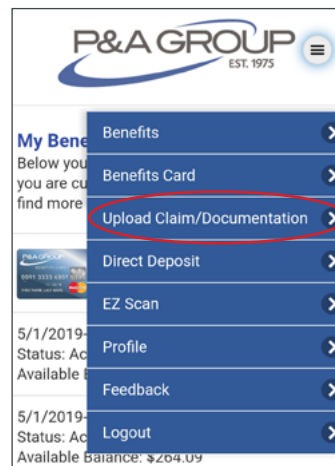 P&A GROUP
EST. 1975
My Bene
Below you
you are cu
find more
Benefits
Benefits Card
Upload Claim/Documentation
Direct Deposit
EZ Scan
Profile
Feedback
Logout
P&A GROUP
5/1/2019-
Status: Ac
Available
5/1/2019-
Status: Ac
Available Balance: $264.09